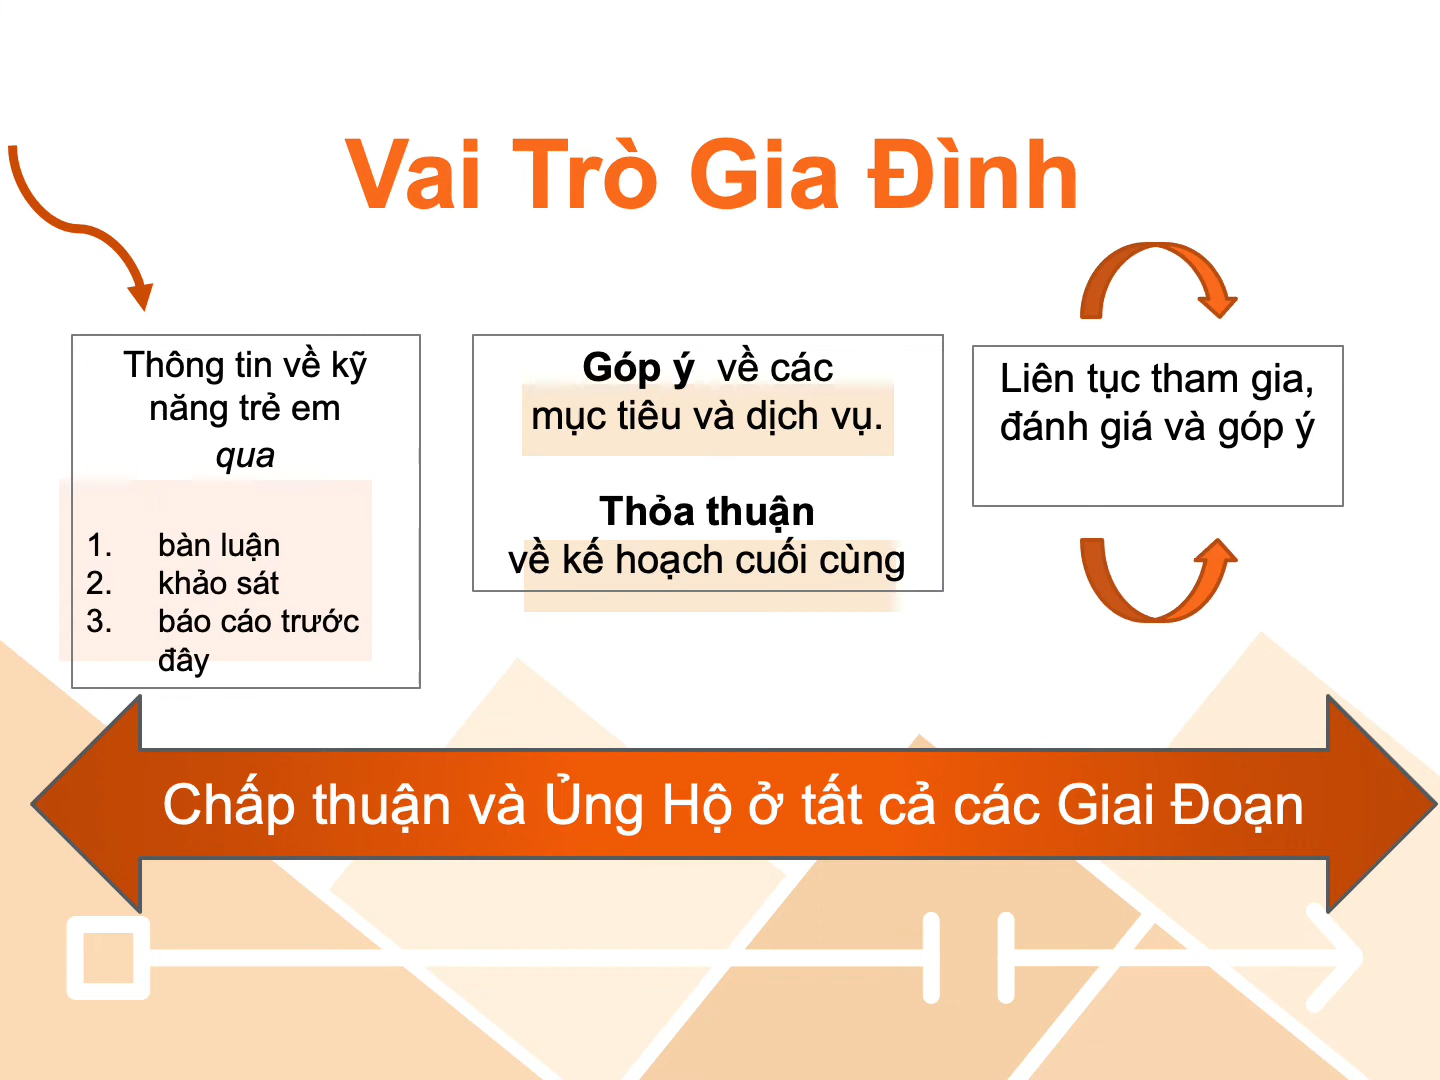 Vai Trò Gia Đình
Thông tin về kỹ
năng trẻ em
qua
1. bàn luận
2. khảo sát
3. báo cáo trước
đây
Góp ý về các
mục tiêu và dịch vụ.
Thỏa thuận
về kế hoạch cuối cùng
Liên tục tham gia,
đánh giá và góp ý
Chấp thuận và Ủng Hộ ở tất cả các Giai Đoạn